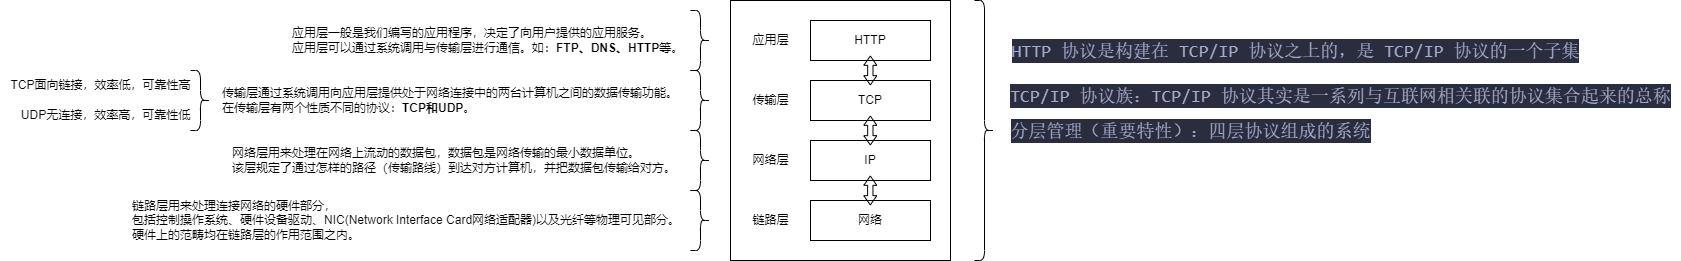 应用层一般是我们编写的应用程序，决定了向用户提供的应用服务。
应用层可以通过系统调用与传输层进行通信。如：FTP、DNS、HTTP等。
TCP面向链接，效率低，可靠性高
UDP无连接，效率高，可靠性低
传输层通过系统调用向应用层提供处于网络连接中的两台计算机之间的数据传输功能。
在传输层有两个性质不同的协议：TCP和UDP。
网络层用来处理在网络上流动的数据包，数据包是网络传输的最小数据单位。
该层规定了通过怎样的路径（传输路线）到达对方计算机，并把数据包传输给对方。
链路层用来处理连接网络的硬件部分，
包括控制操作系统、硬件设备驱动、NIC(Network Interface Card网络适配器)以及光纤等物理可见部分。
硬件上的范畴均在链路层的作用范围之内。
应用层 HTTP
传输层 TCP
网络层 IP
链路层 网络
HTTP 协议是构建在 TCP/IP 协议之上的，是 TCP/IP 协议的一个子集
TCP/IP 协议族：TCP/IP 协议其实是一系列与互联网相关联的协议集合起来的总称
分层管理（重要特性）：四层协议组成的系统